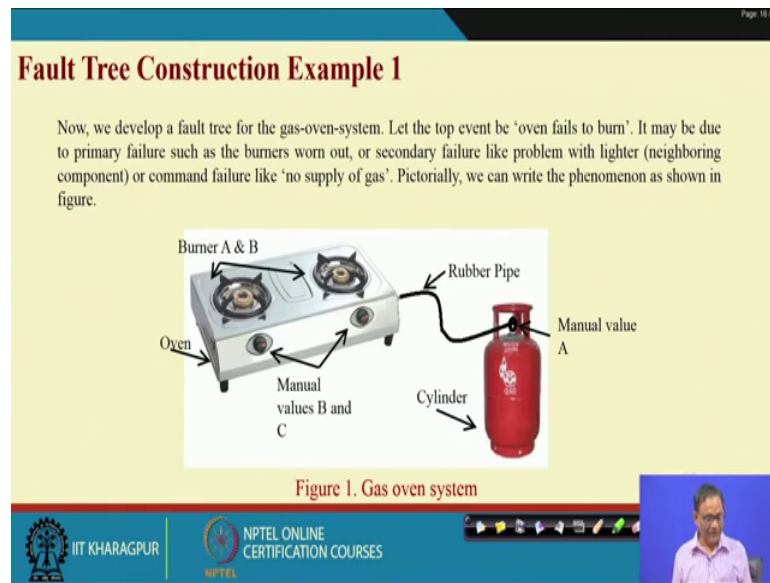 Page: 16
Fault Tree Construction Example 1
Now, we develop a fault tree for the gas-oven-system. Let the top event be ‘oven fails to burn’. It may be due
to primary failure such as the burners worn out, or secondary failure like problem with lighter (neighboring
component) or command failure like ‘no supply of gas’. Pictorially, we can write the phenomenon as shown in
figure.
Burner A & B
Rubber Pipe
Manual value
A
Oven
Manual
values B and
C
Cylinder
GAS
Figure 1. Gas oven system
IIT KHARAGPUR
NPTEL
NPTEL ONLINE
CERTIFICATION COURSES